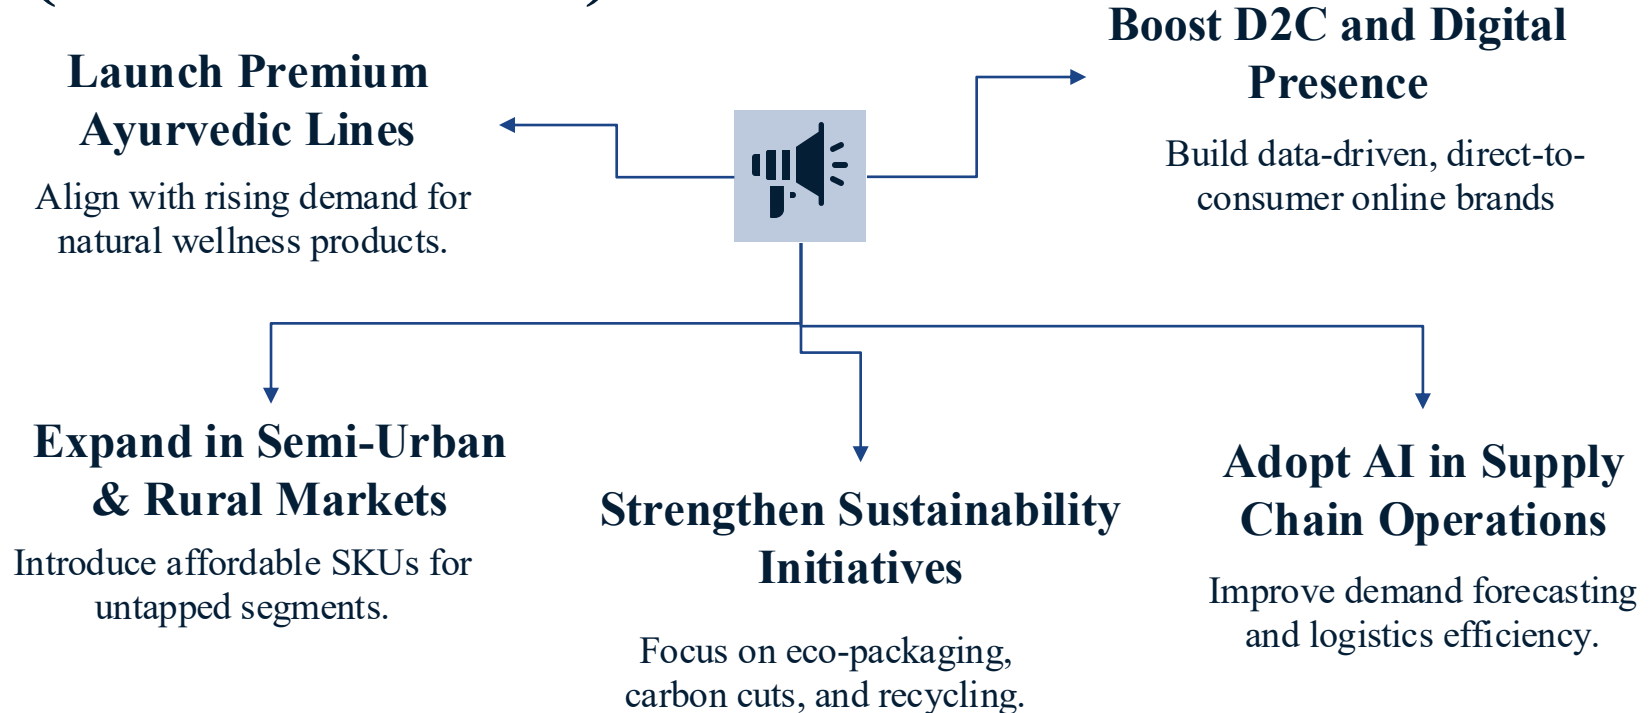 Launch Premium
Ayurvedic Lines
Align with rising demand for
natural wellness products.
Boost D2C and Digital
Presence
Build data-driven, direct-to-
consumer online brands
Expand in Semi-Urban
& Rural Markets
Introduce affordable SKUs for
untapped segments.
Strengthen Sustainability
Initiatives
Focus on eco-packaging,
carbon cuts, and recycling.
Adopt AI in Supply
Chain Operations
Improve demand forecasting
and logistics efficiency.